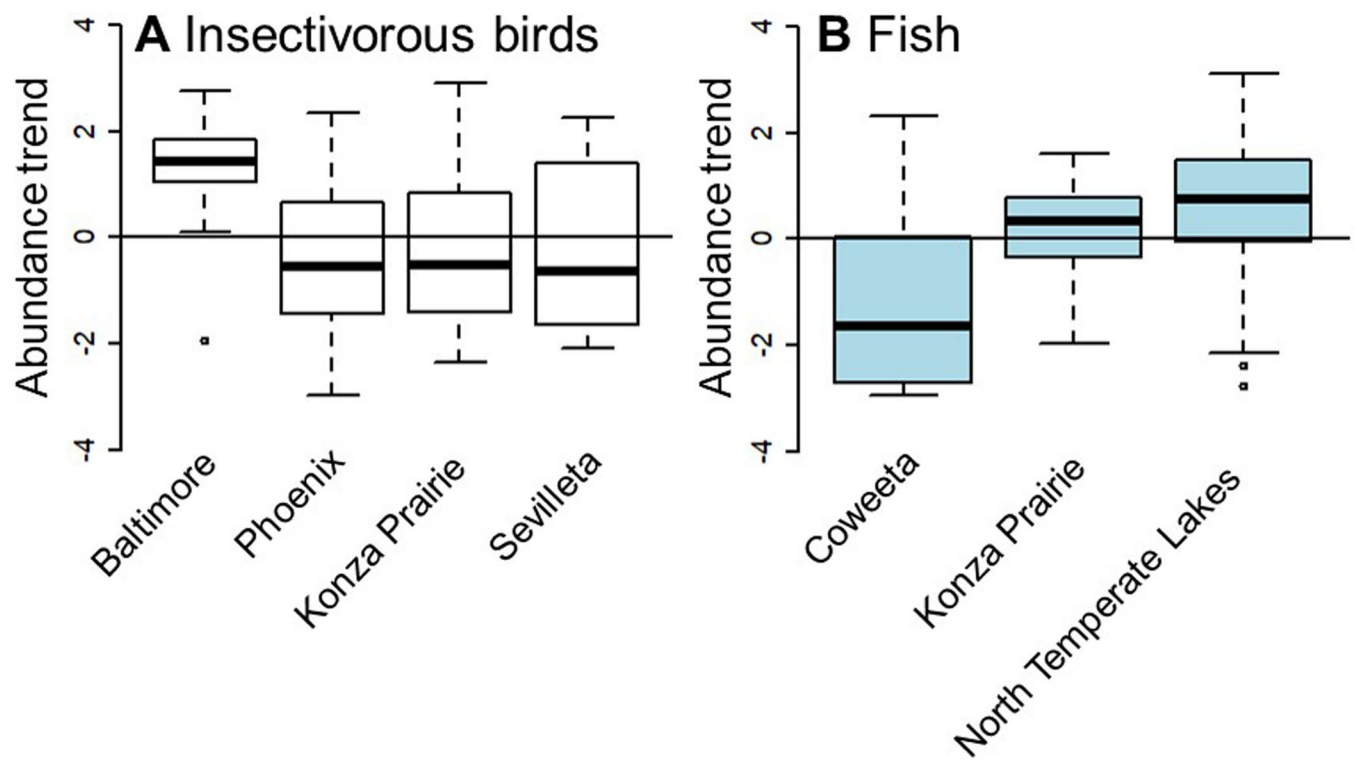 A Insectivorous birds
Abundance trend
4
2
0
-2
-4
Baltimore
Phoenix
Konza Prairie
Sevilleta
B Fish
Abundance trend
4
2
0
-2
-4
Coweeta
Konza Prairie
North Temperate Lakes